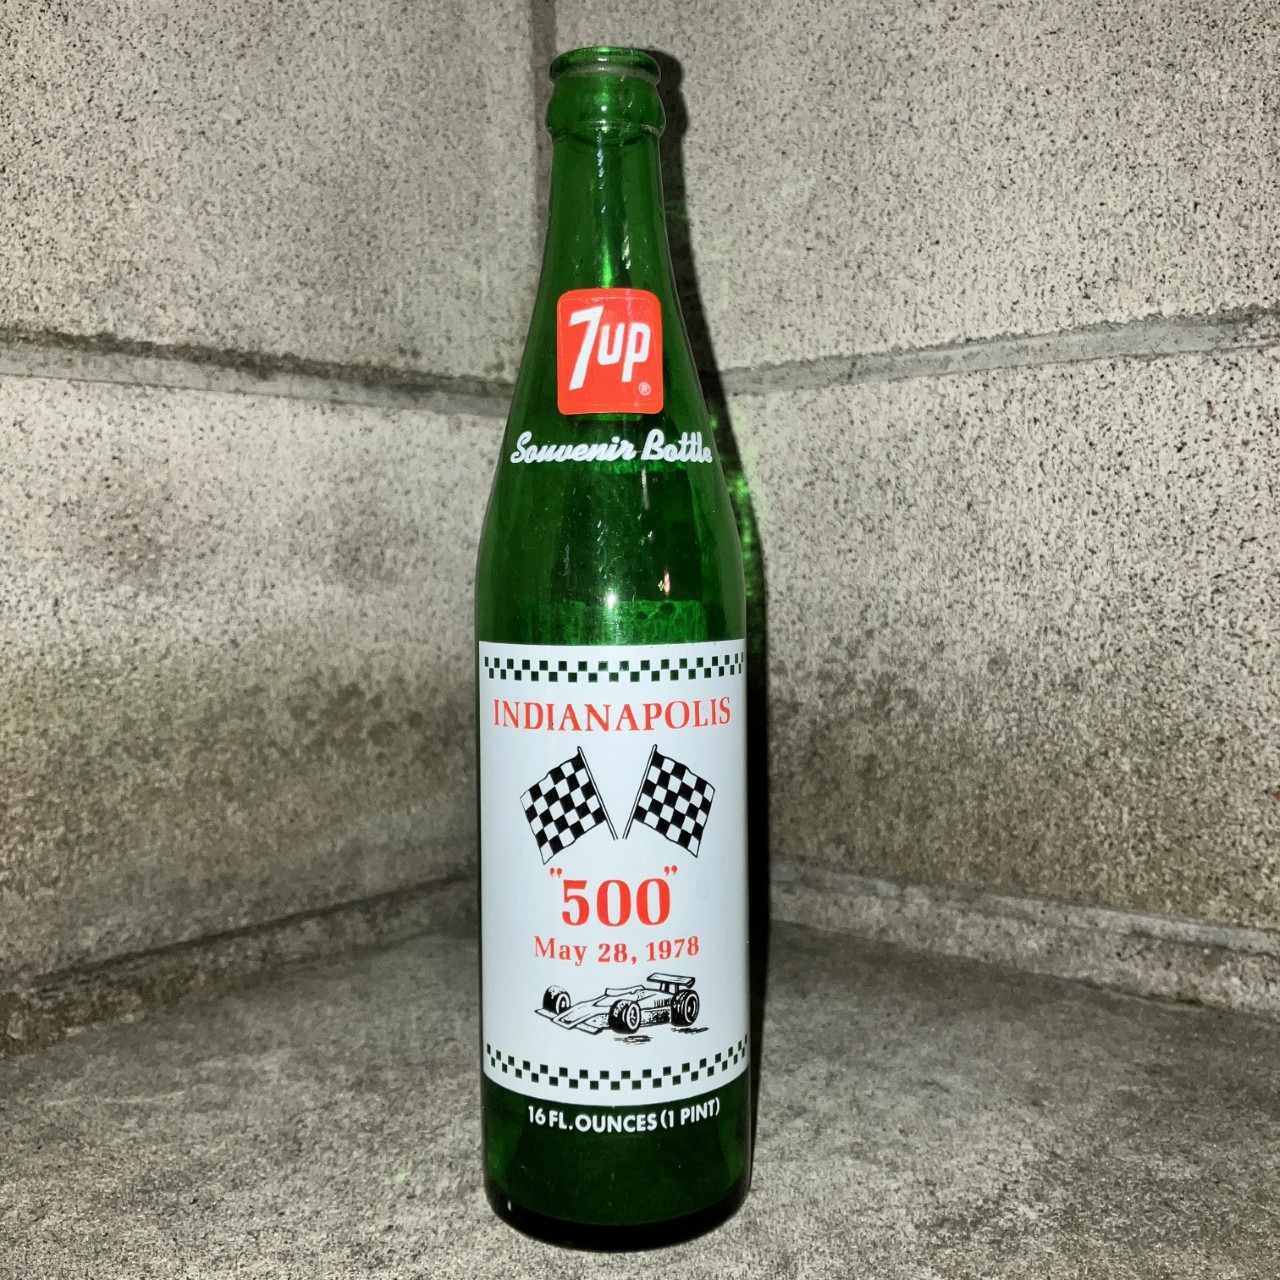 7up®
Souvenir Bottle
INDIANAPOLIS
"500"
May 28, 1978
16 FL. OUNCES (1 PINT)